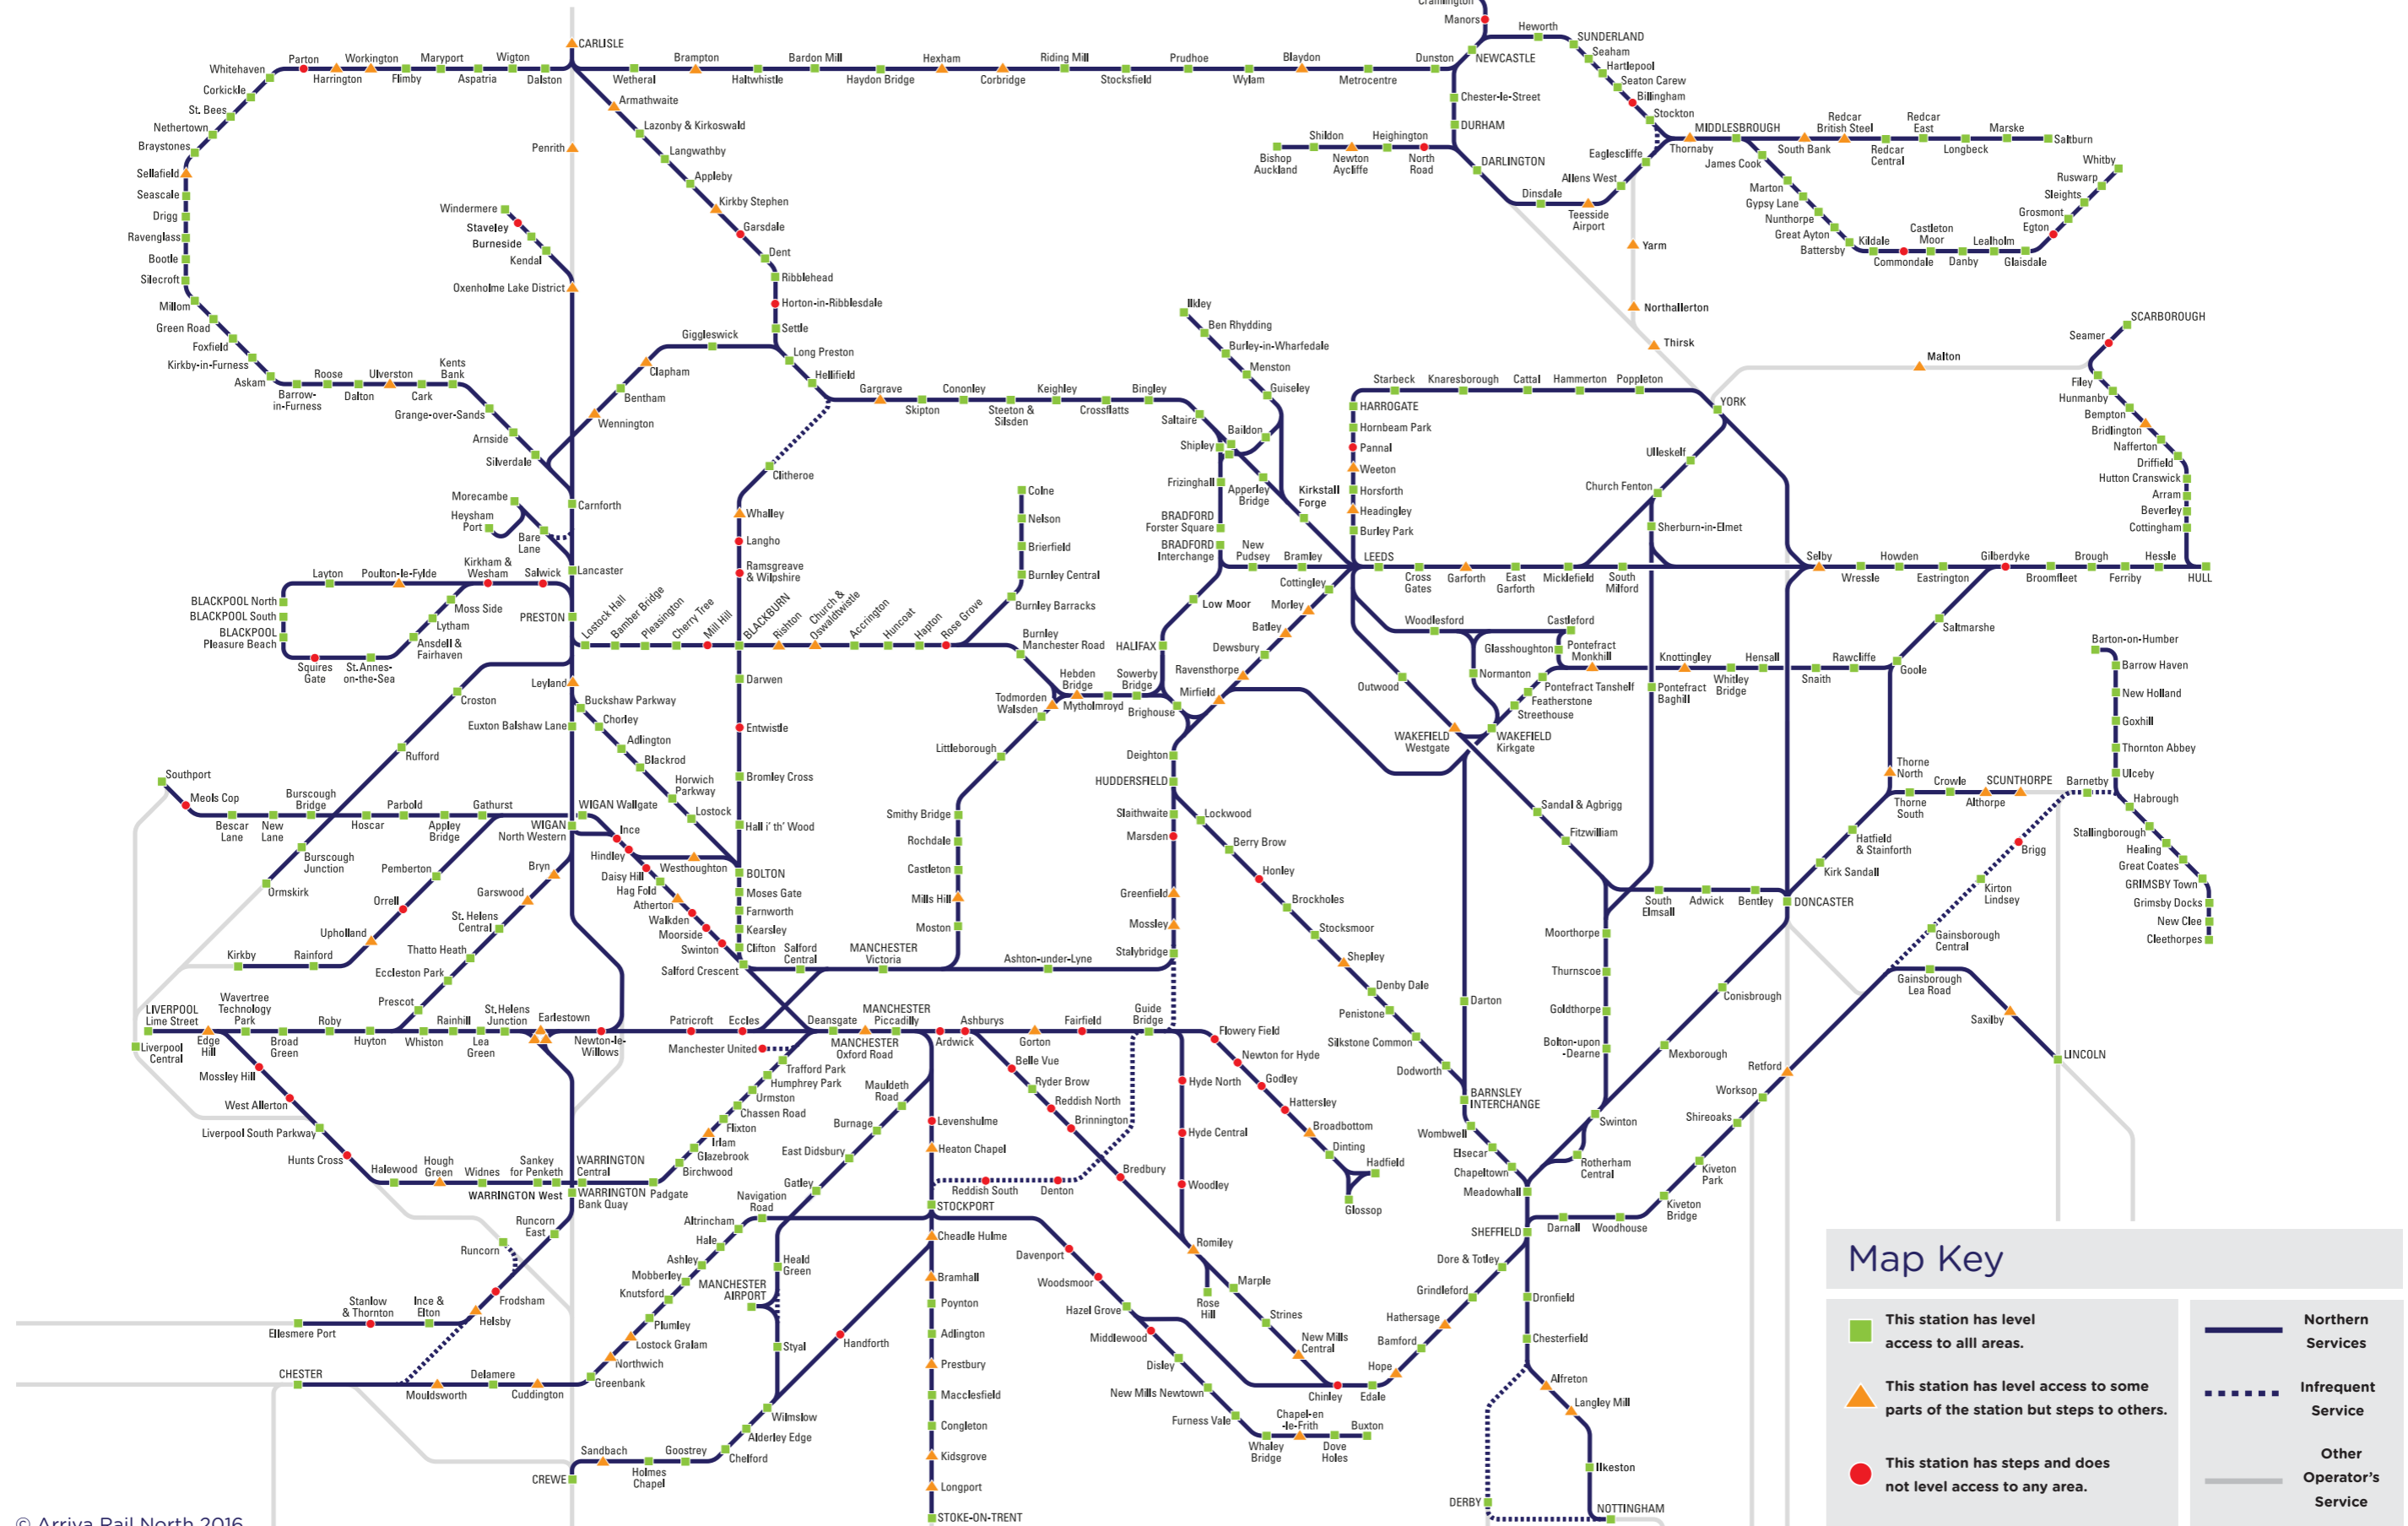 Cramlington
Manors
Heworth
SUNDERLAND
Seaham
Hartlepool
Seaton Carew
Billingham
Stockton
NEWCASTLE
CARLISLE
Parton
Workington
Maryport
Wigton
Whitehaven
Harrington
Flimby
Aspatria
Dalston
Wetheral
Brampton
Haltwhistle
Bardon Mill
Haydon Bridge
Hexham
Corbridge
Riding Mill
Stocksfield
Prudhoe
Wylam
Blaydon
Metrocentre
Dunston
Corkickle
St. Bees
Nethertown
Braystones
Sellafield
Seascale
Drigg
Ravenglass
Bootle
Silecroft
Millom
Green Road
Foxfield
Kirkby-in-Furness
Askam
Barrow-
in-Furness
Roose
Dalton
Ulverston
Cark
Kents
Bank
Grange-over-Sands
Arnside
Silverdale
Armathwaite
Lazonby & Kirkoswald
Langwathby
Appleby
Kirkby Stephen
Garsdale
Dent
Ribblehead
Horton-in-Ribblesdale
Settle
Penrith
Windermere
Staveley
Burneside
Kendal
Oxenholme Lake District
Giggleswick
Clapham
Bentham
Wennington
Long Preston
Hellifield
Gargrave
Skipton
Cononley
Steeton &
Silsden
Keighley
Crossflatts
Bingley
Saltaire
Shipley
Baildon
Frizinghall
Apperley
Bridge
Kirkstall
Forge
BRADFORD
Forster Square
BRADFORD
Interchange
New
Pudsey
Bramley
Ilkley
Ben Rhydding
Burley-in-Wharfedale
Menston
Guiseley
Chester-le-Street
DURHAM
Bishop
Auckland
Shildon
Newton
Aycliffe
Heighington
North
Road
DARLINGTON
Dinsdale
Teesside
Airport
Allens West
Eaglescliffe
Thornaby
MIDDLESBROUGH
South Bank
Redcar
British Steel
Redcar
Central
Redcar
East
Longbeck
Marske
Saltburn
James Cook
Marton
Gypsy Lane
Nunthorpe
Great Ayton
Battersby
Kildale
Commondale
Castleton
Moor
Danby
Lealholm
Glaisdale
Egton
Grosmont
Sleights
Ruswarp
Whitby
Yarm
Northallerton
Thirsk
Malton
SCARBOROUGH
Seamer
Filey
Hunmanby
Bempton
Bridlington
Nafferton
Driffield
Hutton Cranswick
Arram
Beverley
Cottingham
HULL
Starbeck
Knaresborough
Cattal
Hammerton
Poppleton
YORK
HARROGATE
Hornbeam Park
Pannal
Weeton
Horsforth
Headingley
Burley Park
LEEDS
Ulleskelf
Church Fenton
Sherburn-in-Elmet
Cross
Gates
Garforth
East
Garforth
Micklefield
South
Milford
Selby
Wressle
Howden
Eastrington
Gilberdyke
Broomfleet
Brough
Ferriby
Hessle
Saltmarshe
Goole
Morecambe
Heysham
Port
Bare
Lane
Carnforth
Lancaster
Clitheroe
Whalley
Langho
Ramsgreave
& Wilpshire
Colne
Nelson
Brierfield
Burnley Central
Burnley Barracks
Layton
Poulton-le-Fylde
Kirkham &
Wesham
Salwick
BLACKPOOL North
BLACKPOOL South
BLACKPOOL
Pleasure Beach
Squires
Gate
St.Annes-
on-the-Sea
Ansdell &
Fairhaven
Lytham
Moss Side
PRESTON
Lostock Hall
Bamber Bridge
Pleasington
Cherry Tree
Mill Hill
BLACKBURN
Rishton
Church &
Oswaldtwistle
Accrington
Huncoat
Hapton
Rose Grove
Burnley
Manchester Road
Hebden
Bridge
Todmorden
Walsden
Mytholmroyd
Sowerby
Bridge
HALIFAX
Low Moor
Brighouse
Mirfield
Ravensthorpe
Dewsbury
Batley
Morley
Cottingley
Woodlesford
Castleford
Glasshoughton
Pontefract
Monkhill
Normanton
Pontefract Tanshelf
Featherstone
Streethouse
Knottingley
Whitley
Bridge
Hensall
Snaith
Rawcliffe
Pontefract
Baghill
Outwood
WAKEFIELD
Westgate
WAKEFIELD
Kirkgate
Barton-on-Humber
Barrow Haven
New Holland
Goxhill
Thornton Abbey
Ulceby
Barnetby
Habrough
Stallingborough
Healing
Great Coates
GRIMSBY Town
Grimsby Docks
New Clee
Cleethorpes
Thorne
North
Thorne
South
Crowle
Althorpe
SCUNTHORPE
Hatfield
& Stainforth
Kirk Sandall
Brigg
Kirton
Lindsey
Gainsborough
Central
Gainsborough
Lea Road
Saxilby
LINCOLN
Leyland
Croston
Rufford
Euxton Balshaw Lane
Buckshaw Parkway
Chorley
Adlington
Blackrod
Horwich
Parkway
Lostock
Darwen
Entwistle
Bromley Cross
Hall i' th' Wood
BOLTON
Moses Gate
Farnworth
Kearsley
Clifton
Salford Crescent
Southport
Meols Cop
Bescar
Lane
New
Lane
Burscough
Bridge
Hoscar
Parbold
Appley
Bridge
Gathurst
WIGAN Wallgate
WIGAN
North Western
Burscough
Junction
Ormskirk
Pemberton
Orrell
Upholland
Rainford
Kirkby
Ince
Hindley
Westhoughton
Daisy Hill
Hag Fold
Atherton
Walkden
Moorside
Swinton
Bryn
Garswood
St. Helens
Central
Thatto Heath
Eccleston Park
Prescot
Littleborough
Smithy Bridge
Rochdale
Castleton
Mills Hill
Moston
Salford
Central
MANCHESTER
Victoria
Ashton-under-Lyne
Stalybridge
Mossley
Greenfield
Marsden
Slaithwaite
HUDDERSFIELD
Deighton
Lockwood
Berry Brow
Honley
Brockholes
Stocksmoor
Shepley
Denby Dale
Penistone
Silkstone Common
Dodworth
BARNSLEY
INTERCHANGE
Darton
Sandal & Agbrigg
Fitzwilliam
South
Elmsall
Adwick
Bentley
DONCASTER
Moorthorpe
Thurnscoe
Goldthorpe
Bolton-upon
-Dearne
Conisbrough
Mexborough
Swinton
Rotherham
Central
Wombwell
Elsecar
Chapeltown
Meadowhall
SHEFFIELD
Darnall
Woodhouse
Kiveton
Bridge
Kiveton
Park
Shireoaks
Worksop
Retford
LIVERPOOL
Lime Street
Liverpool
Central
Edge
Hill
Wavertree
Technology
Park
Broad
Green
Roby
Huyton
Whiston
Rainhill
Lea
Green
St.Helens
Junction
Earlestown
Newton-le-
Willows
Patricroft
Eccles
Manchester United
Deansgate
MANCHESTER
Oxford Road
MANCHESTER
Piccadilly
Ardwick
Ashburys
Gorton
Fairfield
Guide
Bridge
Flowery Field
Newton for Hyde
Godley
Hattersley
Broadbottom
Dinting
Hadfield
Glossop
Hyde North
Hyde Central
Woodley
Belle Vue
Ryder Brow
Reddish North
Brinnington
Bredbury
Romiley
Rose
Hill
Marple
Strines
New Mills
Central
Chinley
Edale
Hope
Bamford
Hathersage
Grindleford
Dore & Totley
Dronfield
Chesterfield
Alfreton
Langley Mill
Ilkeston
NOTTINGHAM
DERBY
Mossley Hill
West Allerton
Liverpool South Parkway
Hunts Cross
Halewood
Hough
Green
Widnes
Sankey
for Penketh
WARRINGTON West
WARRINGTON
Central
WARRINGTON
Bank Quay
Padgate
Birchwood
Glazebrook
Irlam
Flixton
Chassen Road
Urmston
Humphrey Park
Trafford Park
Mauldeth
Road
Burnage
East Didsbury
Gatley
Heald
Green
MANCHESTER
AIRPORT
Styal
Levenshulme
Heaton Chapel
Reddish South
Denton
STOCKPORT
Cheadle Hulme
Bramhall
Poynton
Adlington
Prestbury
Macclesfield
Congleton
Kidsgrove
Longport
STOKE-ON-TRENT
Handforth
Wilmslow
Alderley Edge
Chelford
Goostrey
Holmes
Chapel
Sandbach
CREWE
Davenport
Woodsmoor
Hazel Grove
Middlewood
Disley
New Mills Newtown
Furness Vale
Whaley
Bridge
Chapel-en
-le-Frith
Dove
Holes
Buxton
Navigation
Road
Altrincham
Hale
Ashley
Mobberley
Knutsford
Plumley
Lostock Gralam
Northwich
Greenbank
Cuddington
Delamere
Mouldsworth
CHESTER
Runcorn
East
Runcorn
Frodsham
Helsby
Ince &
Elton
Stanlow
& Thornton
Ellesmere Port
Map Key
This station has level
access to alll areas.
This station has level access to some
parts of the station but steps to others.
This station has steps and does
not level access to any area.
Northern
Services
Infrequent
Service
Other
Operator's
Service
© Arriva Rail North 2016